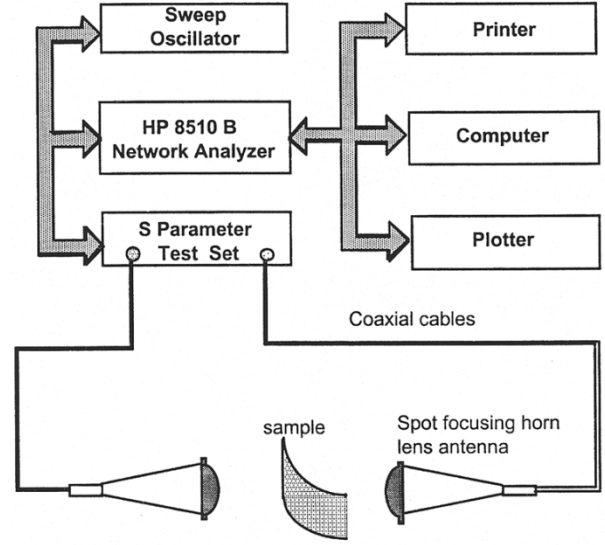 Sweep
Oscillator
Printer
HP 8510 B
Network Analyzer
Computer
S Parameter
Test Set
Plotter
Coaxial cables
sample
Spot focusing horn
lens antenna